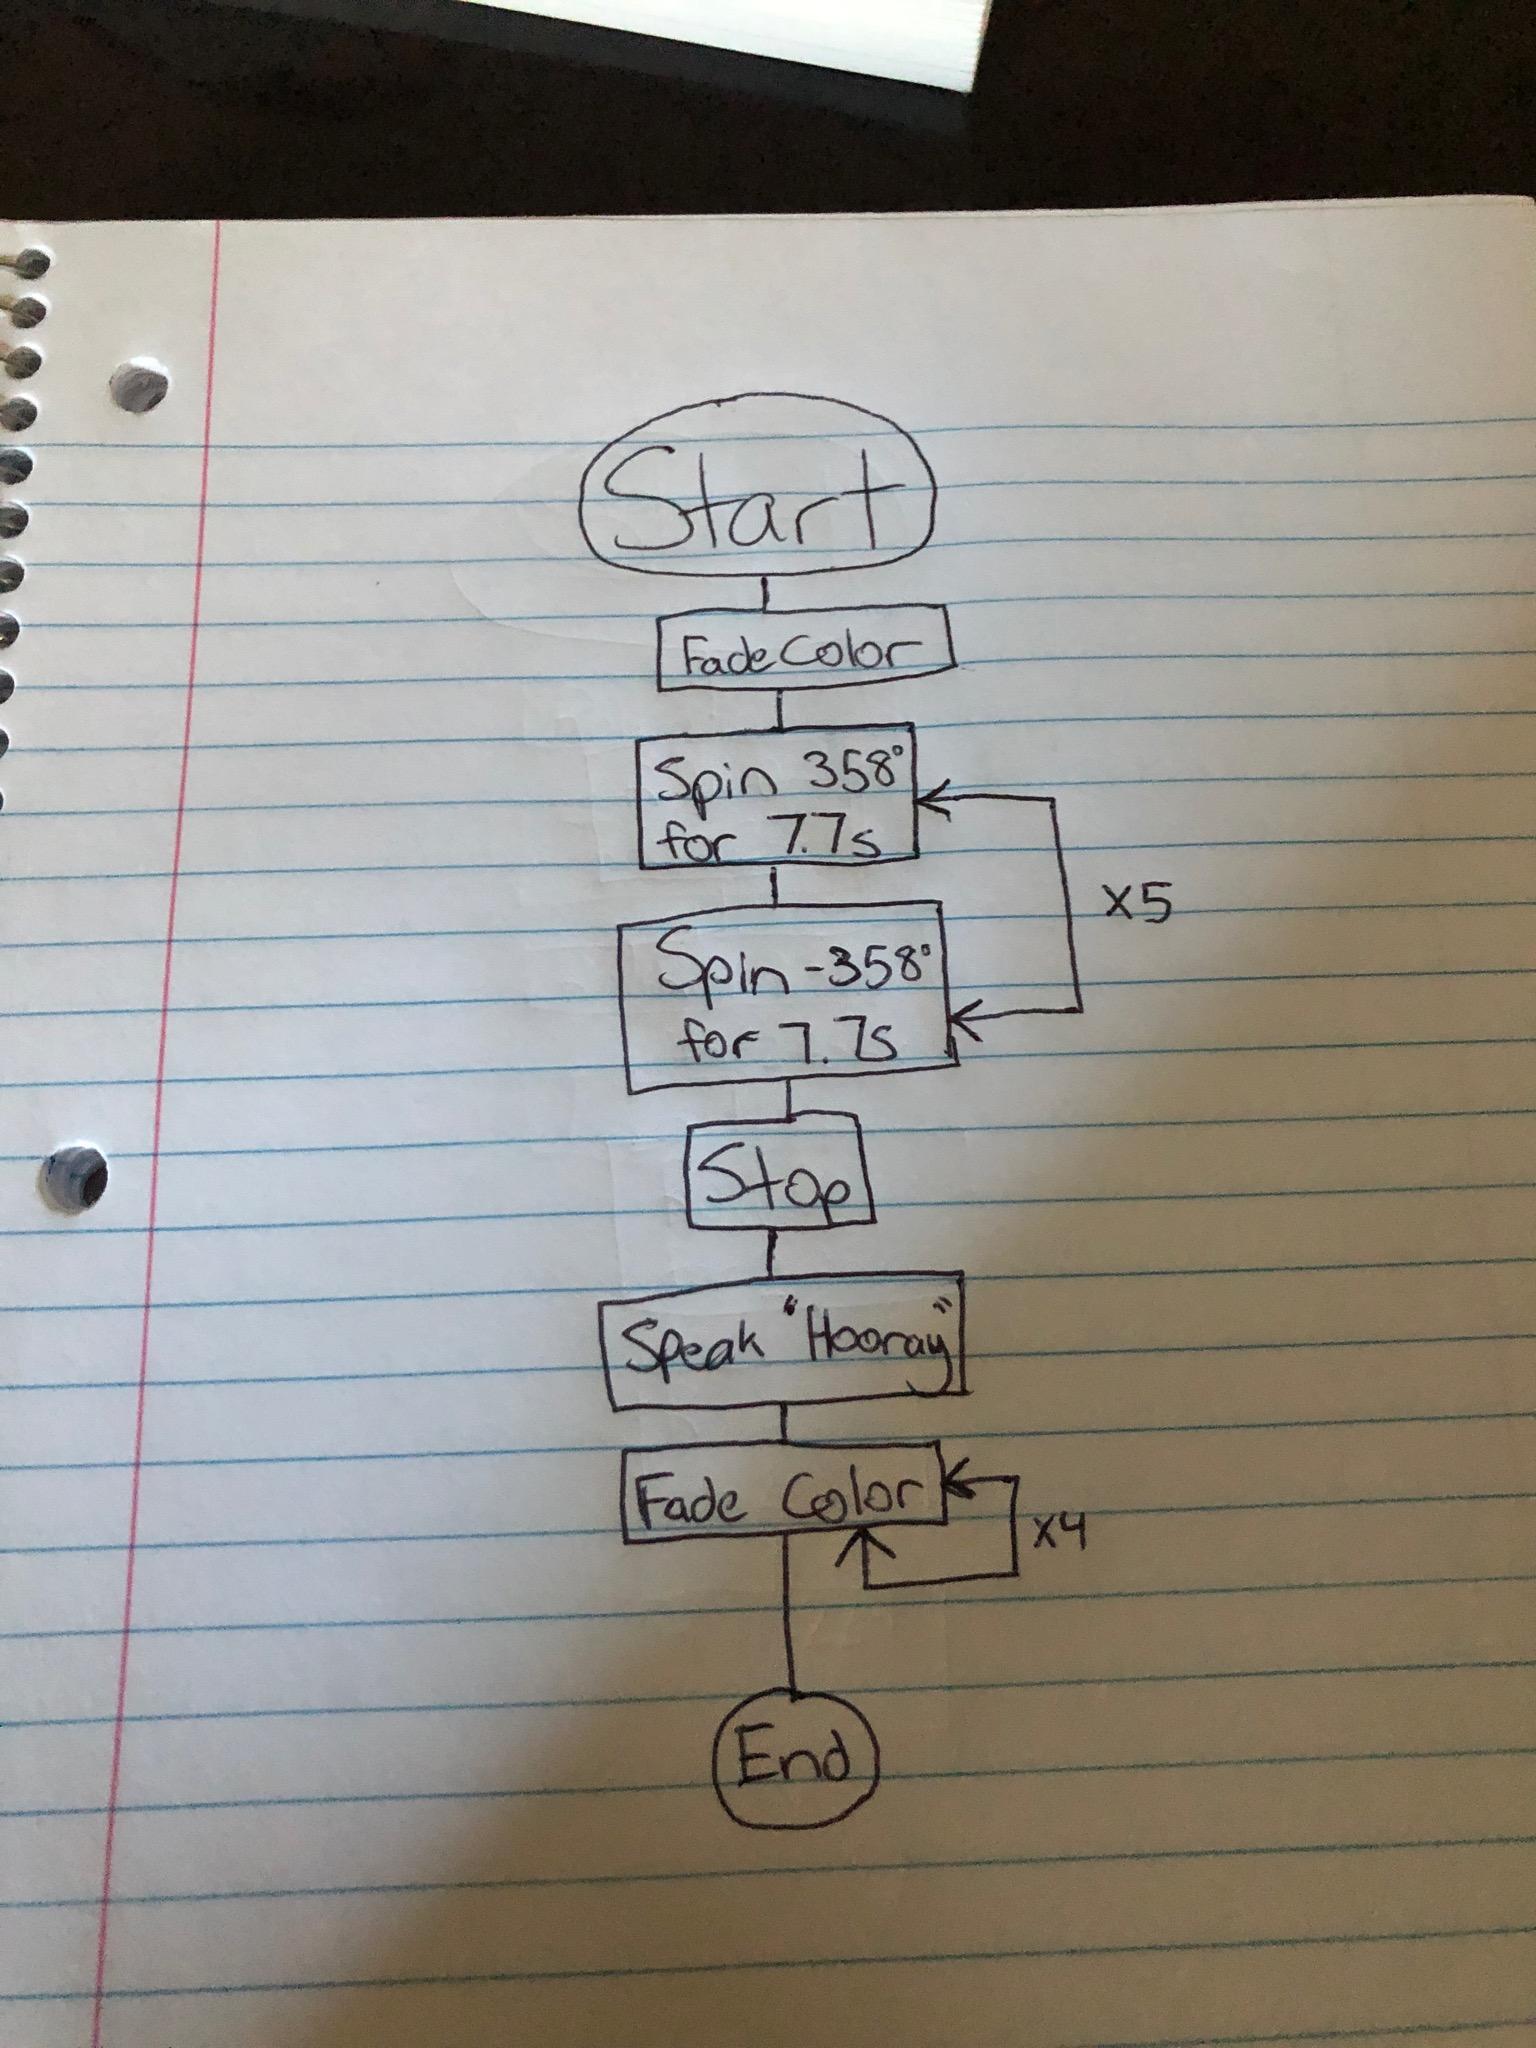 Start
Fade Color
Spin 358°
for 7.7s
x5
Spin -358°
for 7.7s
Stop
Speak "Hooray"
Fade Color
x4
End